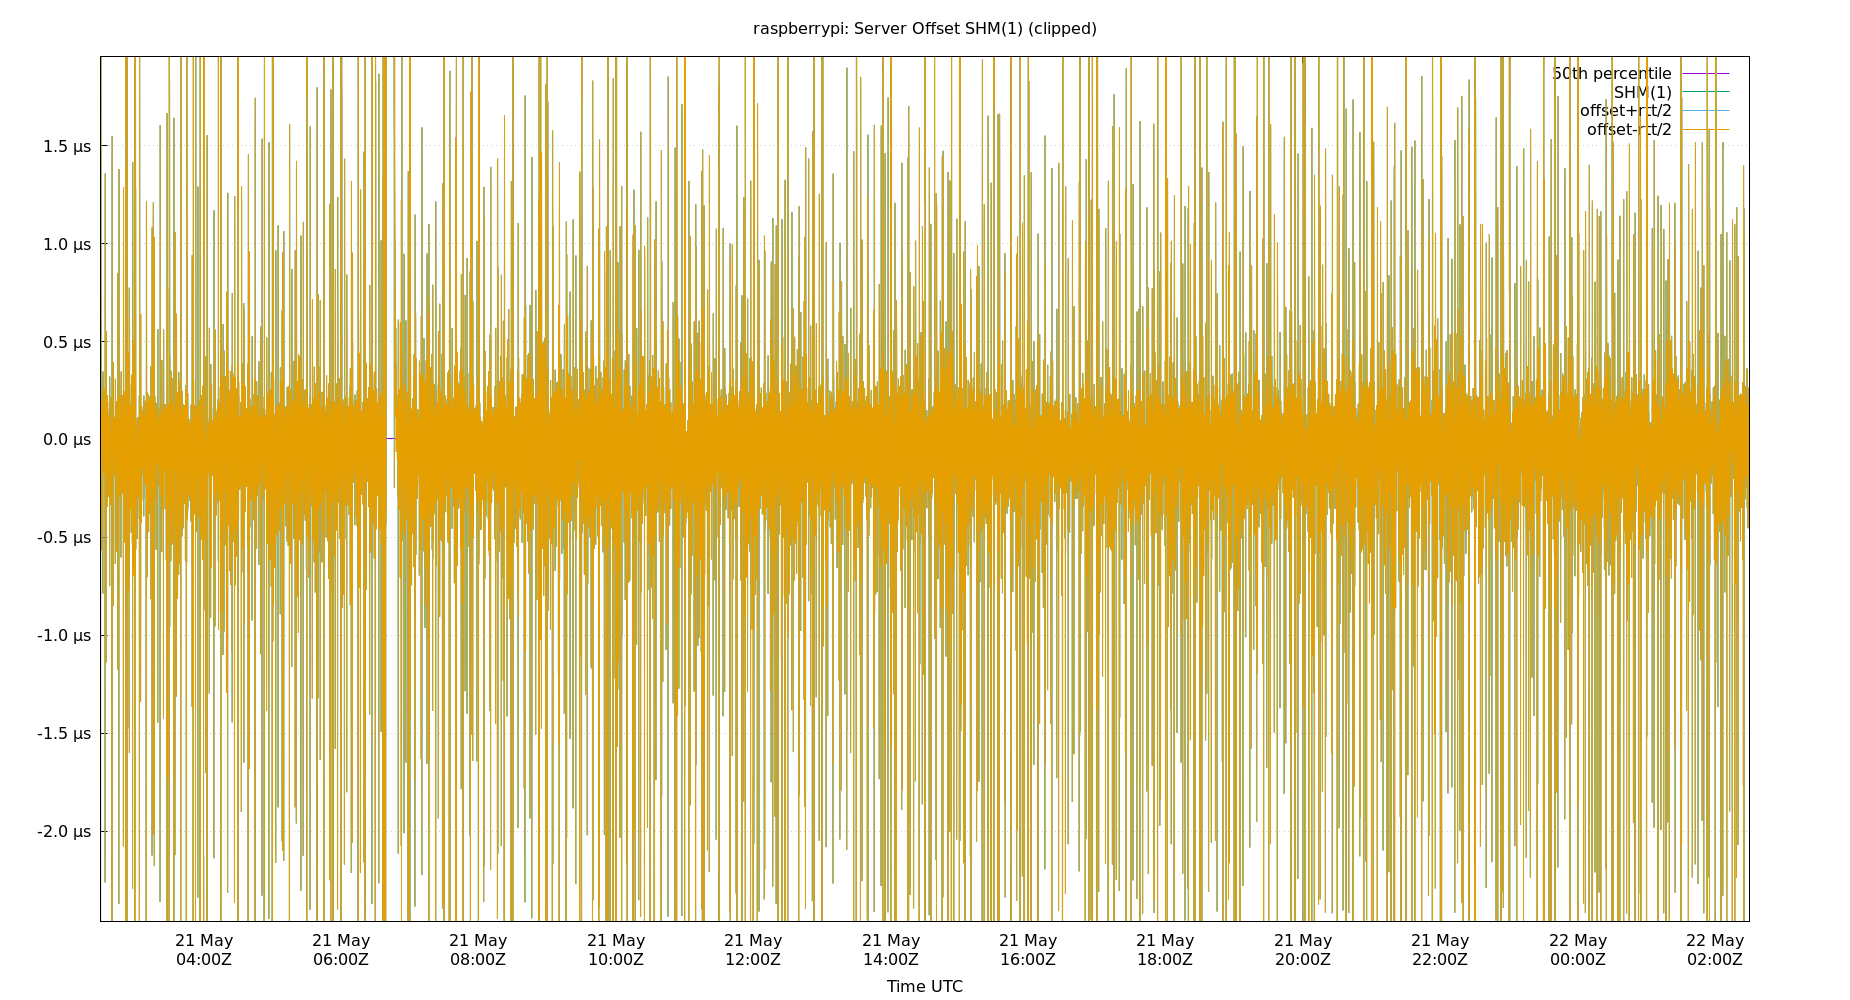 raspberrypi: Server Offset SHM(1) (clipped)
50th percentile
SHM(1)
offset+rtt/2
offset-rtt/2
1.5 µs
1.0 µs
0.5 µs
0.0 µs
-0.5 µs
-1.0 µs
-1.5 µs
-2.0 µs
21 May 21 May 21 May 21 May 21 May 21 May 21 May 21 May 21 May 21 May 22 May 22 May
04:00Z 06:00Z 08:00Z 10:00Z 12:00Z 14:00Z 16:00Z 18:00Z 20:00Z 22:00Z 00:00Z 02:00Z
Time UTC